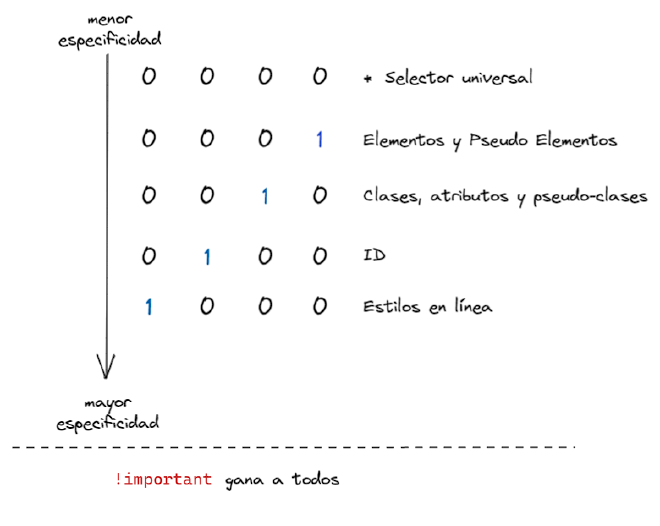 menor
especificidad
0 0 0 0 * Selector universal
0 0 0 1 Elementos y Pseudo Elementos
0 0 1 0 Clases, atributos y pseudo-clases
0 1 0 0 ID
1 0 0 0 Estilos en línea
mayor
especificidad
!important gana a todos